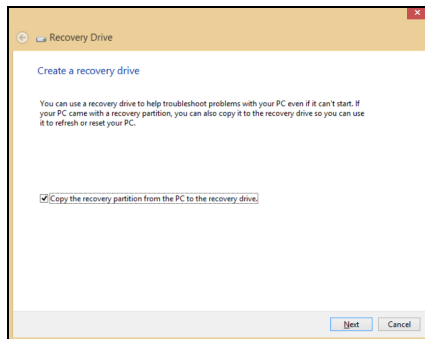 Recovery Drive
Create a recovery drive
You can use a recovery drive to help troubleshoot problems with your PC even if it can't start. If
your PC came with a recovery partition, you can also copy it to the recovery drive so you can use
it to refresh or reset your PC.
Copy the recovery partition from the PC to the recovery drive.
Next Cancel